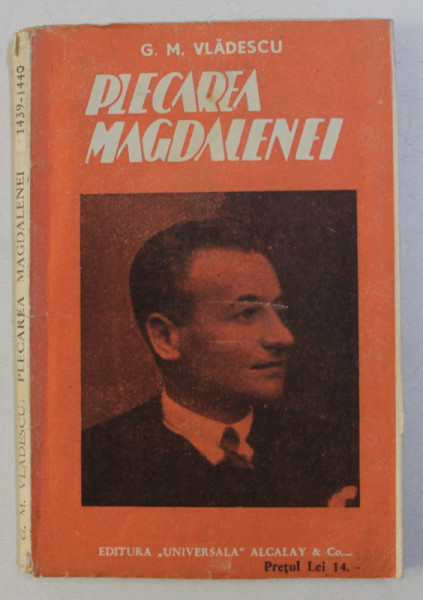 G. M. VLĂDESCU
PLECAREA
MAGDALENEI
EDITURA „UNIVERSALA" ALCALAY & Co.—
Prețul Lei 14.-
G. M. VLĂDESCU: PLECAREA MAGDALENEI 1439-1440